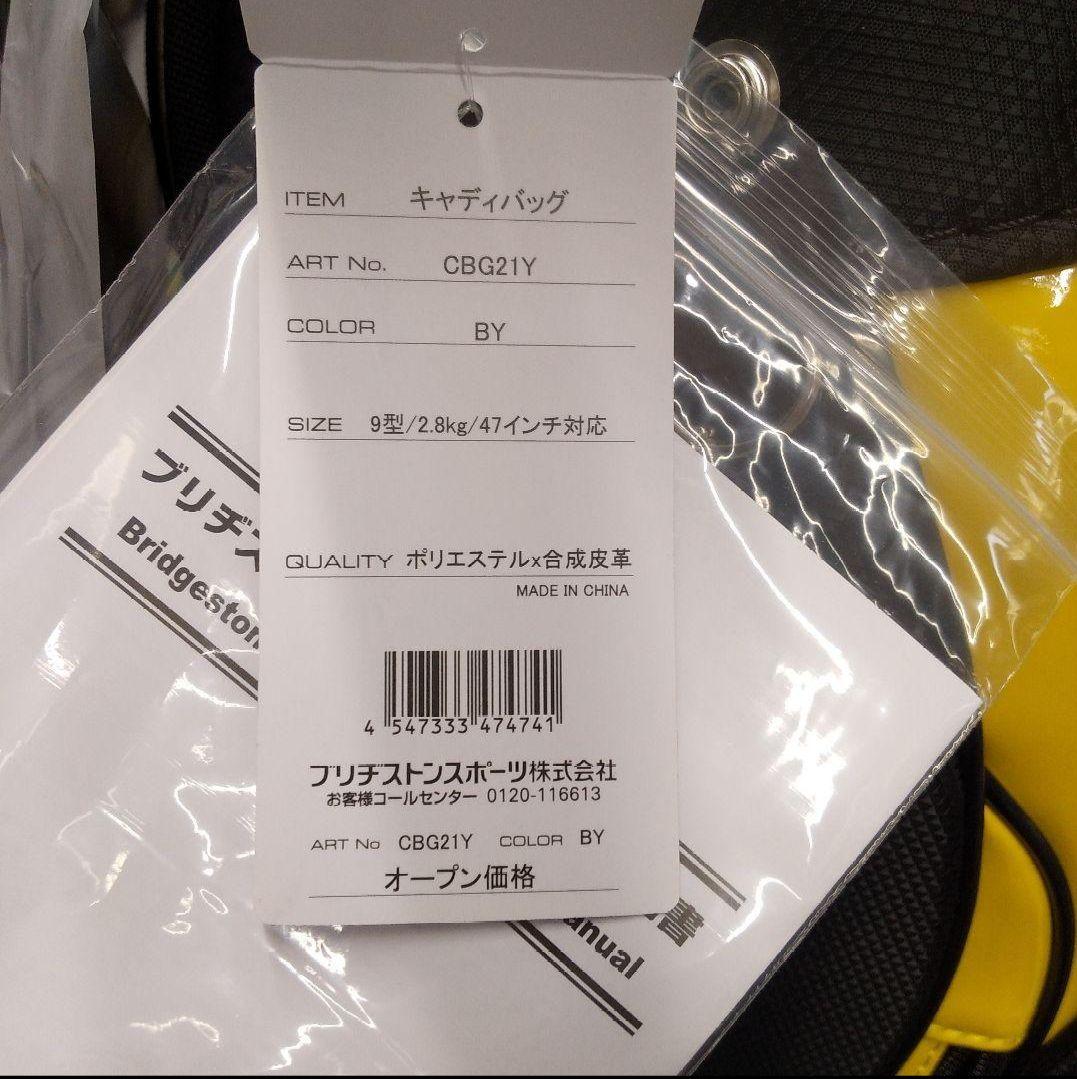 ITEM キャディバッグ
ART No. CBG21Y
COLOR BY
SIZE 9型/2.8kg/47インチ対応
QUALITY ポリエステルx合成皮革
MADE IN CHINA
4 547333 474741
ブリヂストンスポーツ株式会社
お客様コールセンター 0120-116613
ART No CBG21Y COLOR BY
オープン価格
ブリヂス
Bridgeston
書
anual